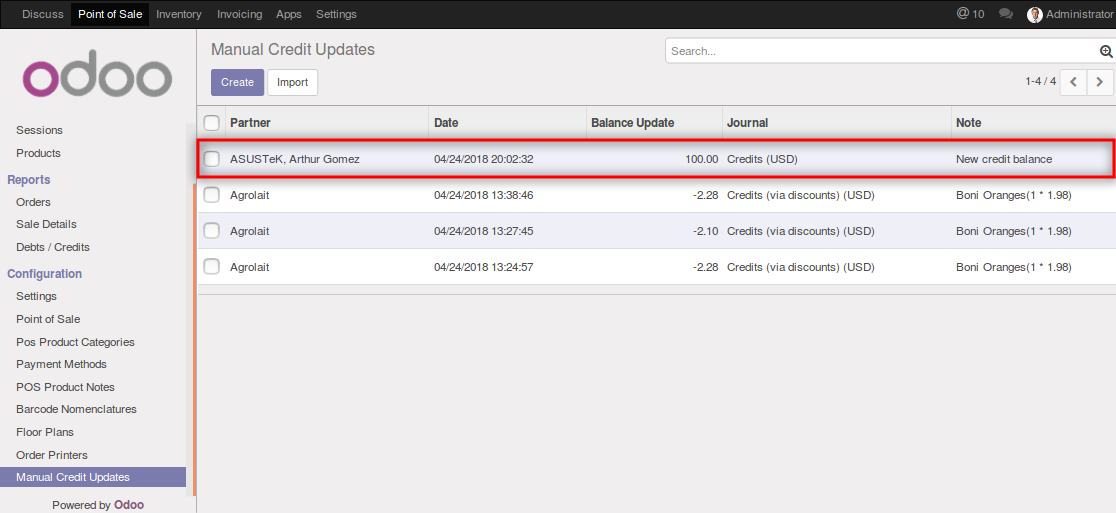 Discuss Point of Sale Inventory Invoicing Apps Settings @ 10 Administrator
odoo
Sessions
Products
Reports
Orders
Sale Details
Debts / Credits
Configuration
Settings
Point of Sale
Pos Product Categories
Payment Methods
POS Product Notes
Barcode Nomenclatures
Floor Plans
Order Printers
Manual Credit Updates
Powered by Odoo
Manual Credit Updates
Search...
Create Import
1-4 / 4
Partner Date Balance Update Journal Note
ASUSTeK, Arthur Gomez 04/24/2018 20:02:32 100.00 Credits (USD) New credit balance
Agrolait 04/24/2018 13:38:46 -2.28 Credits (via discounts) (USD) Boni Oranges(1 * 1.98)
Agrolait 04/24/2018 13:27:45 -2.10 Credits (via discounts) (USD) Boni Oranges(1 * 1.98)
Agrolait 04/24/2018 13:24:57 -2.28 Credits (via discounts) (USD) Boni Oranges(1 * 1.98)